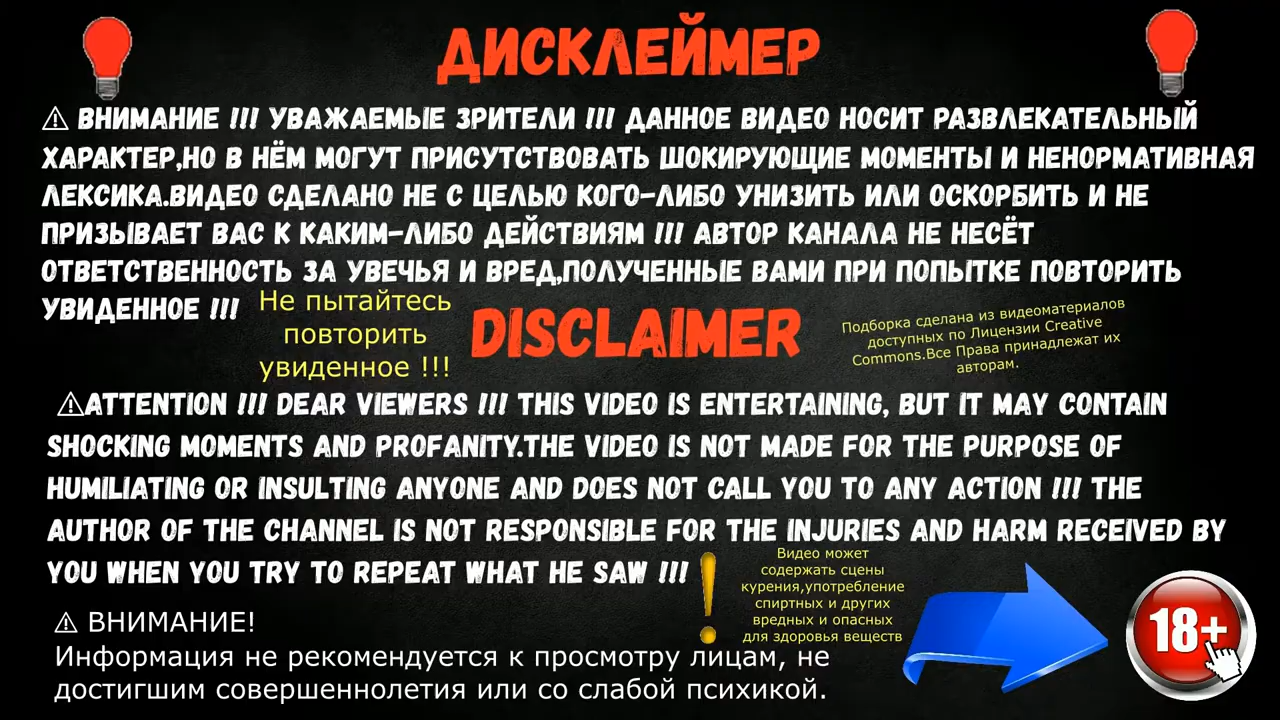 ДИСКЛЕЙМЕР
⚠ ВНИМАНИЕ !!! УВАЖАЕМЫЕ ЗРИТЕЛИ !!! ДАННОЕ ВИДЕО НОСИТ РАЗВЛЕКАТЕЛЬНЫЙ
ХАРАКТЕР,НО В НЁМ МОГУТ ПРИСУТСТВОВАТЬ ШОКИРУЮЩИЕ МОМЕНТЫ И НЕНОРМАТИВНАЯ
ЛЕКСИКА.ВИДЕО СДЕЛАНО НЕ С ЦЕЛЬЮ КОГО-ЛИБО УНИЗИТЬ ИЛИ ОСКОРБИТЬ И НЕ
ПРИЗЫВАЕТ ВАС К КАКИМ-ЛИБО ДЕЙСТВИЯМ !!! АВТОР КАНАЛА НЕ НЕСЁТ
ОТВЕТСТВЕННОСТЬ ЗА УВЕЧЬЯ И ВРЕД,ПОЛУЧЕННЫЕ ВАМИ ПРИ ПОПЫТКЕ ПОВТОРИТЬ
УВИДЕННОЕ !!!
Не пытайтесь
повторить
увиденное !!!
DISCLAIMER
Подборка сделана из видеоматериалов
доступных по Лицензии Creative
Commons.Все Права принадлежат их
авторам.
⚠ATTENTION !!! DEAR VIEWERS !!! THIS VIDEO IS ENTERTAINING, BUT IT MAY CONTAIN
SHOCKING MOMENTS AND PROFANITY.THE VIDEO IS NOT MADE FOR THE PURPOSE OF
HUMILIATING OR INSULTING ANYONE AND DOES NOT CALL YOU TO ANY ACTION !!! THE
AUTHOR OF THE CHANNEL IS NOT RESPONSIBLE FOR THE INJURIES AND HARM RECEIVED BY
YOU WHEN YOU TRY TO REPEAT WHAT HE SAW !!!
Видео может
содержать сцены
курения,употребление
спиртных и других
вредных и опасных
для здоровья веществ
⚠ ВНИМАНИЕ!
Информация не рекомендуется к просмотру лицам, не
достигшим совершеннолетия или со слабой психикой.
18+